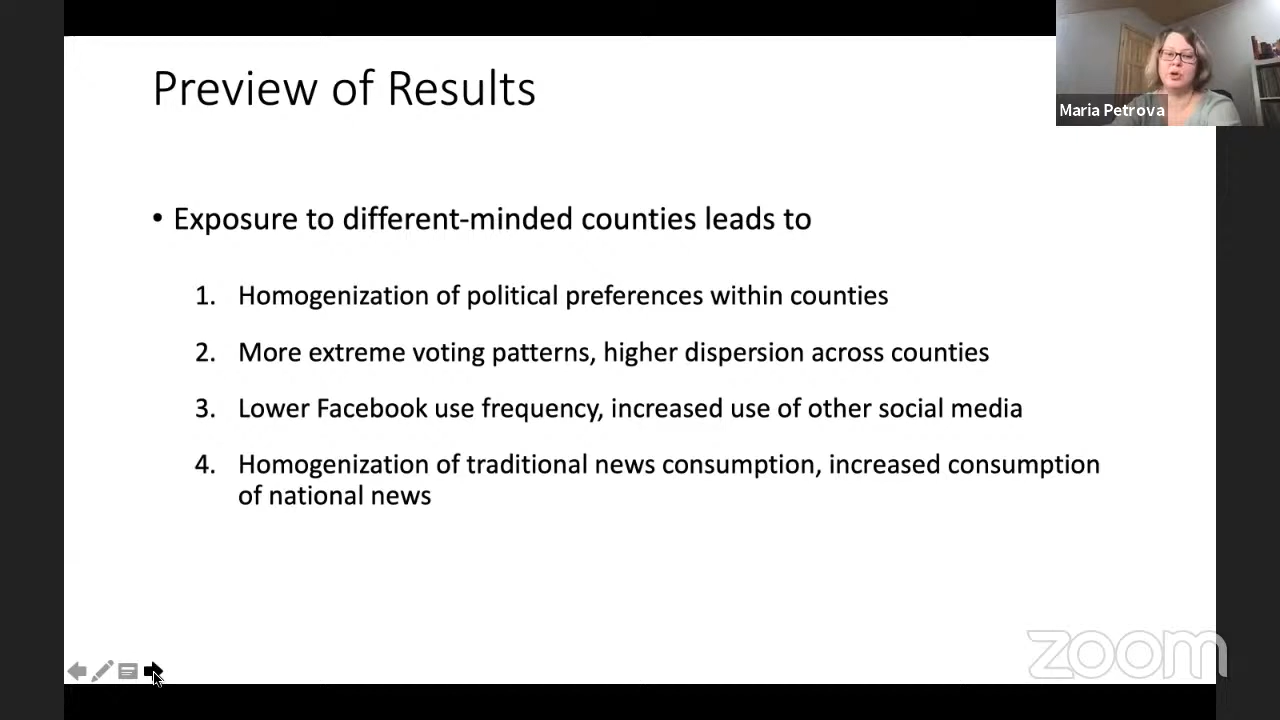 Preview of Results
Maria Petrova
• Exposure to different-minded counties leads to
1. Homogenization of political preferences within counties
2. More extreme voting patterns, higher dispersion across counties
3. Lower Facebook use frequency, increased use of other social media
4. Homogenization of traditional news consumption, increased consumption
of national news
zoom